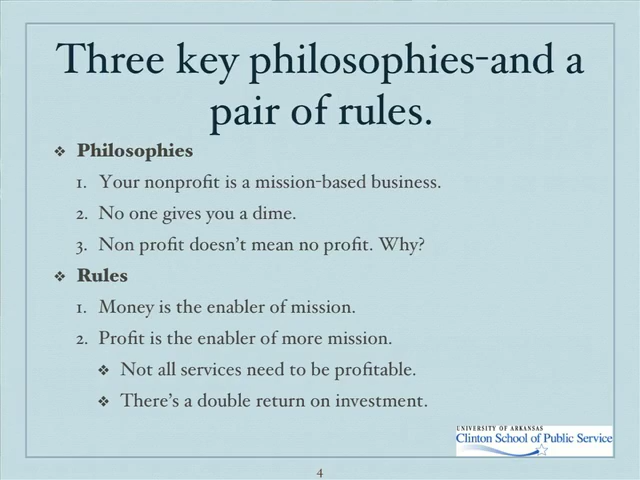 Three key philosophies-and a
pair of rules.
❖ Philosophies
1. Your nonprofit is a mission-based business.
2. No one gives you a dime.
3. Non profit doesn't mean no profit. Why?
❖ Rules
1. Money is the enabler of mission.
2. Profit is the enabler of more mission.
❖ Not all services need to be profitable.
❖ There's a double return on investment.
UNIVERSITY OF ARKANSAS
Clinton School of Public Service
4